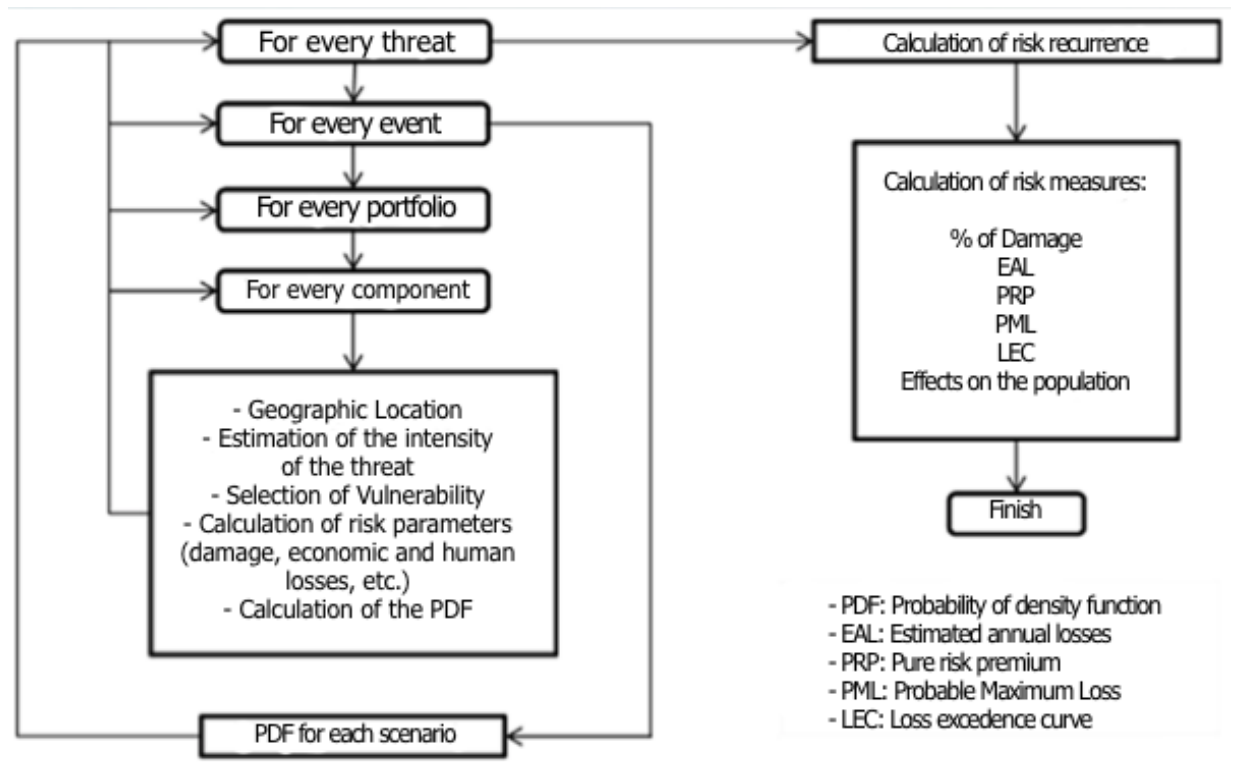 For every threat
For every event
For every portfolio
For every component
- Geographic Location
- Estimation of the intensity
of the threat
- Selection of Vulnerability
- Calculation of risk parameters
(damage, economic and human
losses, etc.)
- Calculation of the PDF
PDF for each scenario
Calculation of risk recurrence
Calculation of risk measures:
% of Damage
EAL
PRP
PML
LEC
Effects on the population
Finish
- PDF: Probability of density function
- EAL: Estimated annual losses
- PRP: Pure risk premium
- PML: Probable Maximum Loss
- LEC: Loss excedence curve